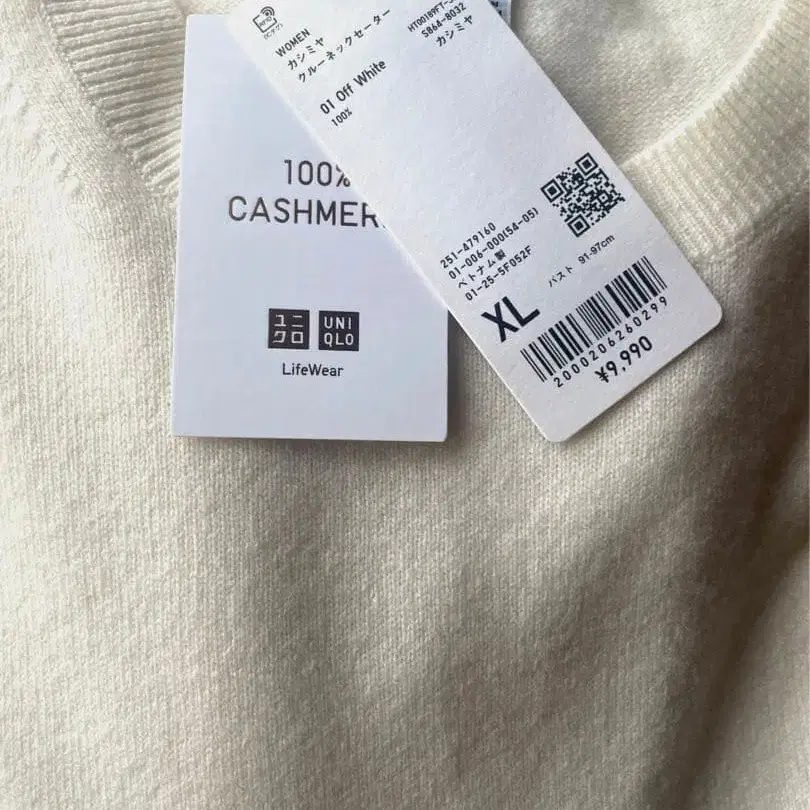 100%
CASHMER
ユニ
クロ
UNI
QLO
LifeWear
WOMEN
カシミヤ
クルーネックセーター
01 Off White
100%
S864-8032
カシミヤ
251-479160
01-006-000(54-05)
ベトナム製
01-25-5F052F
XL
バスト 91-97cm
2000206260299
¥9,990